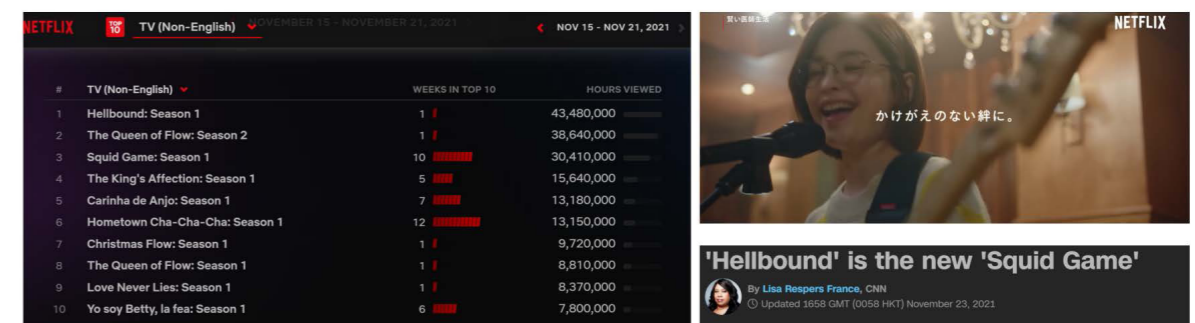 NETFLIX
TOP 10
TV (Non-English)
NOVEMBER 15 - NOVEMBER 21, 2021
NOV 15 - NOV 21, 2021
# TV (Non-English) WEEKS IN TOP 10 HOURS VIEWED
1 Hellbound: Season 1 1 43,480,000
2 The Queen of Flow: Season 2 1 38,640,000
3 Squid Game: Season 1 10 30,410,000
4 The King's Affection: Season 1 5 15,640,000
5 Carinha de Anjo: Season 1 7 13,180,000
6 Hometown Cha-Cha-Cha: Season 1 12 13,150,000
7 Christmas Flow: Season 1 1 9,720,000
8 The Queen of Flow: Season 1 1 8,810,000
9 Love Never Lies: Season 1 1 8,370,000
10 Yo soy Betty, la fea: Season 1 6 7,800,000
賢い医師生活
NETFLIX
かけがえのない絆に。
'Hellbound' is the new 'Squid Game'
By Lisa Respers France, CNN
Updated 1658 GMT (0058 HKT) November 23, 2021